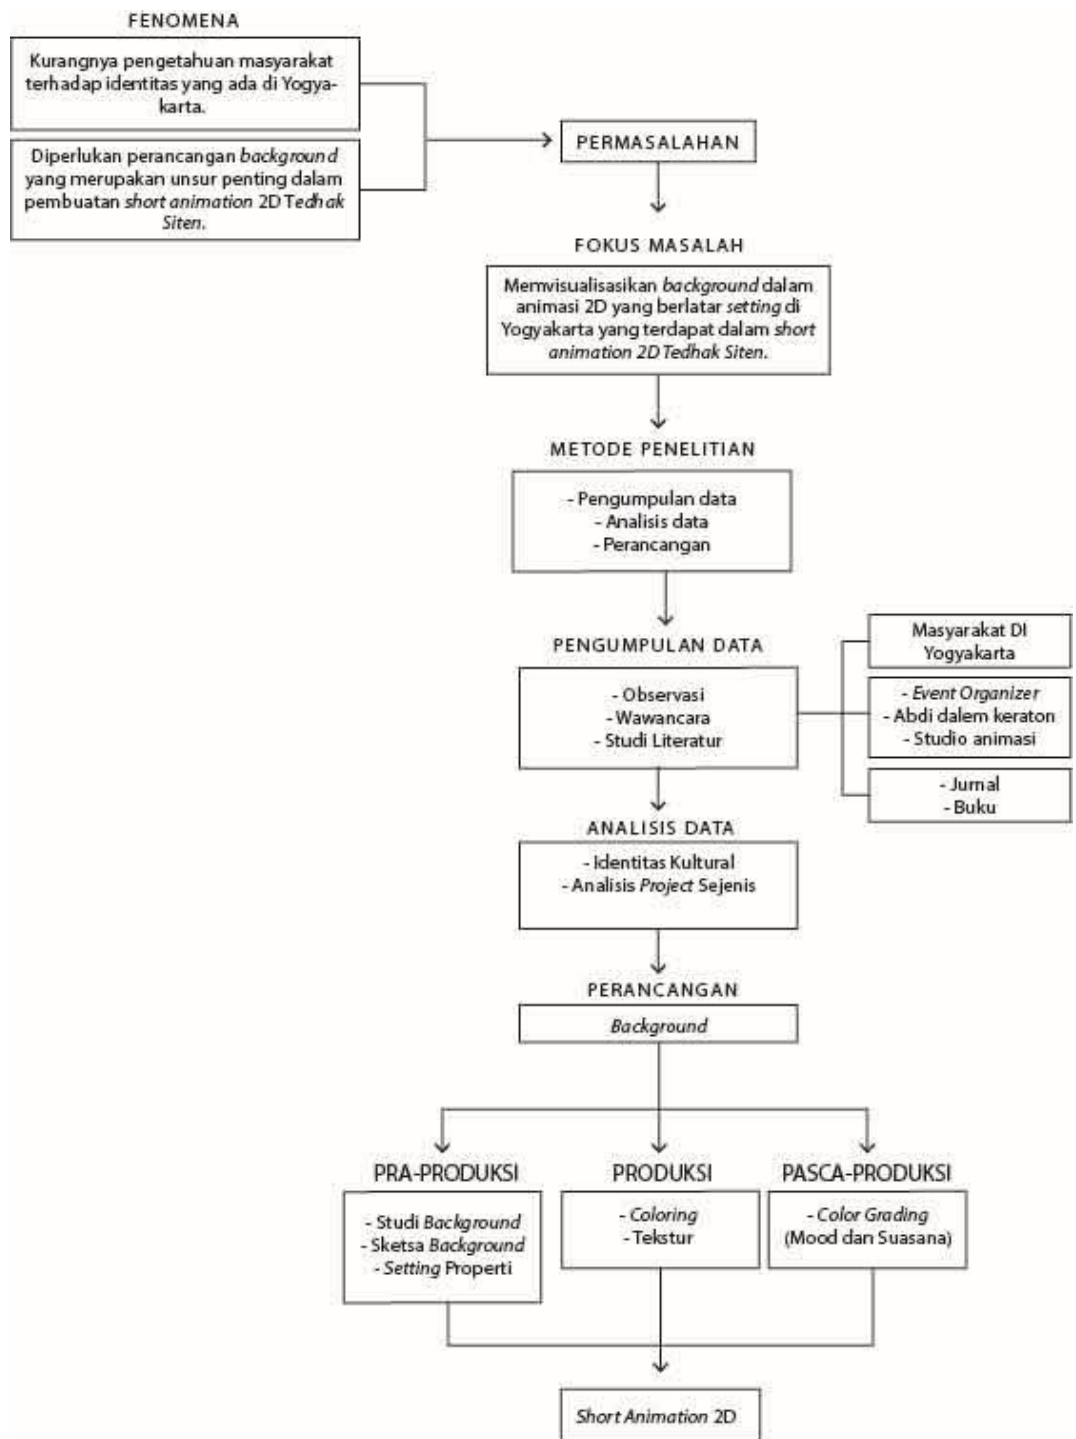 FENOMENA
Kurangnya pengetahuan masyarakat
terhadap identitas yang ada di Yogya-
karta.
Diperlukan perancangan background
yang merupakan unsur penting dalam
pembuatan short animation 2D Tedhak
Siten.
PERMASALAHAN
FOKUS MASALAH
Memvisualisasikan background dalam
animasi 2D yang berlatar setting di
Yogyakarta yang terdapat dalam short
animation 2D Tedhak Siten.
METODE PENELITIAN
- Pengumpulan data
- Analisis data
- Perancangan
PENGUMPULAN DATA
- Observasi
- Wawancara
- Studi Literatur
Masyarakat DI
Yogyakarta
- Event Organizer
- Abdi dalem keraton
- Studio animasi
- Jurnal
- Buku
ANALISIS DATA
- Identitas Kultural
- Analisis Project Sejenis
PERANCANGAN
Background
PRA-PRODUKSI
- Studi Background
- Sketsa Background
- Setting Properti
PRODUKSI
- Coloring
- Tekstur
PASCA-PRODUKSI
- Color Grading
(Mood dan Suasana)
Short Animation 2D